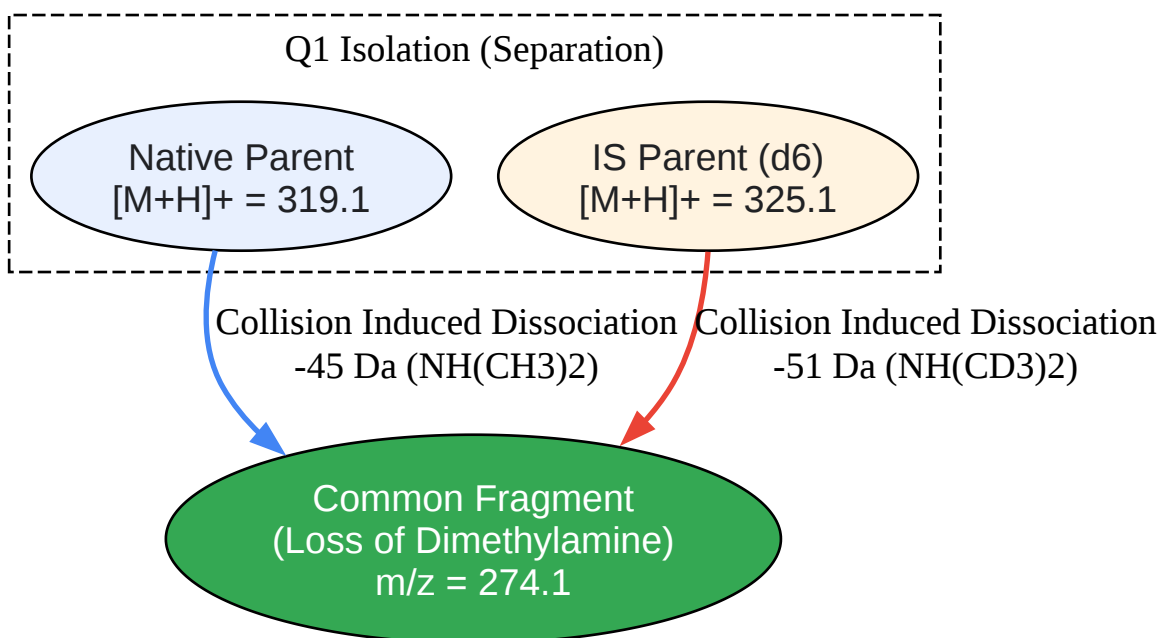 Q1 Isolation (Separation)
Native Parent
[M+H]+ = 319.1
IS Parent (d6)
[M+H]+ = 325.1
Collision Induced Dissociation
-45 Da (NH(CH3)2)
Collision Induced Dissociation
-51 Da (NH(CD3)2)
Common Fragment
(Loss of Dimethylamine)
m/z = 274.1